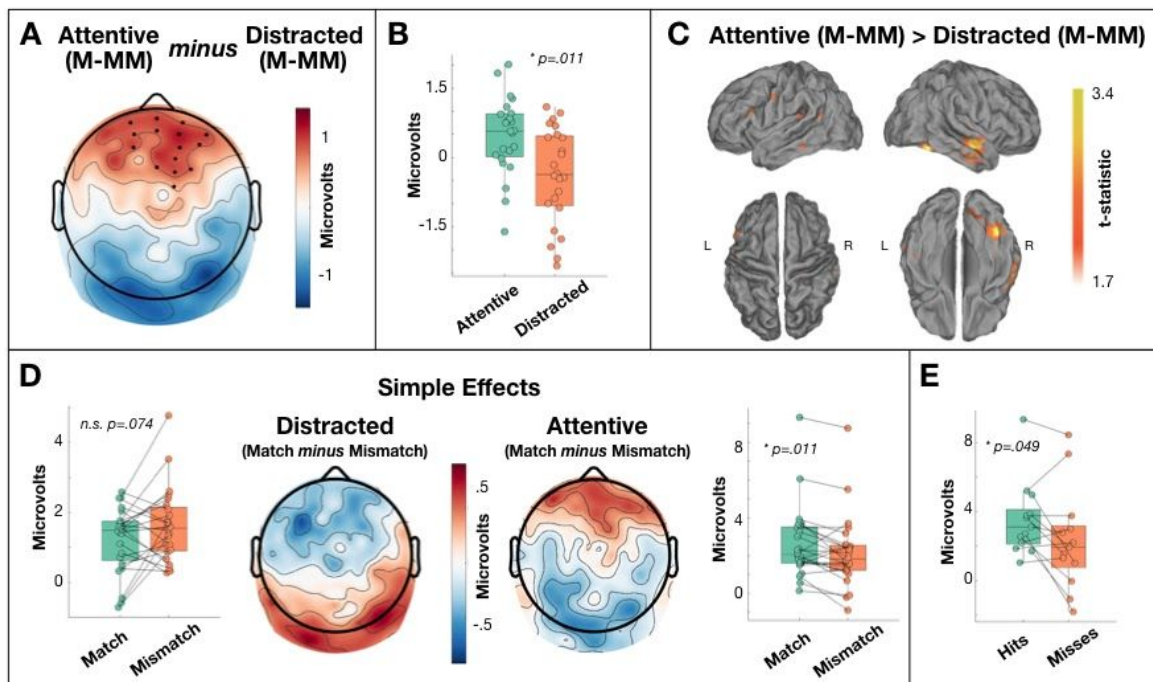 A
Attentive
(M-MM)
minus
Distracted
(M-MM)
Microvolts
1
-1
B
* p=.011
Microvolts
1.5
0
-1.5
Attentive
Distracted
C
Attentive (M-MM) > Distracted (M-MM)
L
R
L
R
3.4
t-statistic
1.7
D
Simple Effects
n.s. p=.074
Microvolts
4
2
0
Match
Mismatch
Distracted
(Match minus Mismatch)
.5
Microvolts
-.5
Attentive
(Match minus Mismatch)
* p=.011
Microvolts
8
4
0
Match
Mismatch
E
* p=.049
Microvolts
8
4
0
Hits
Misses